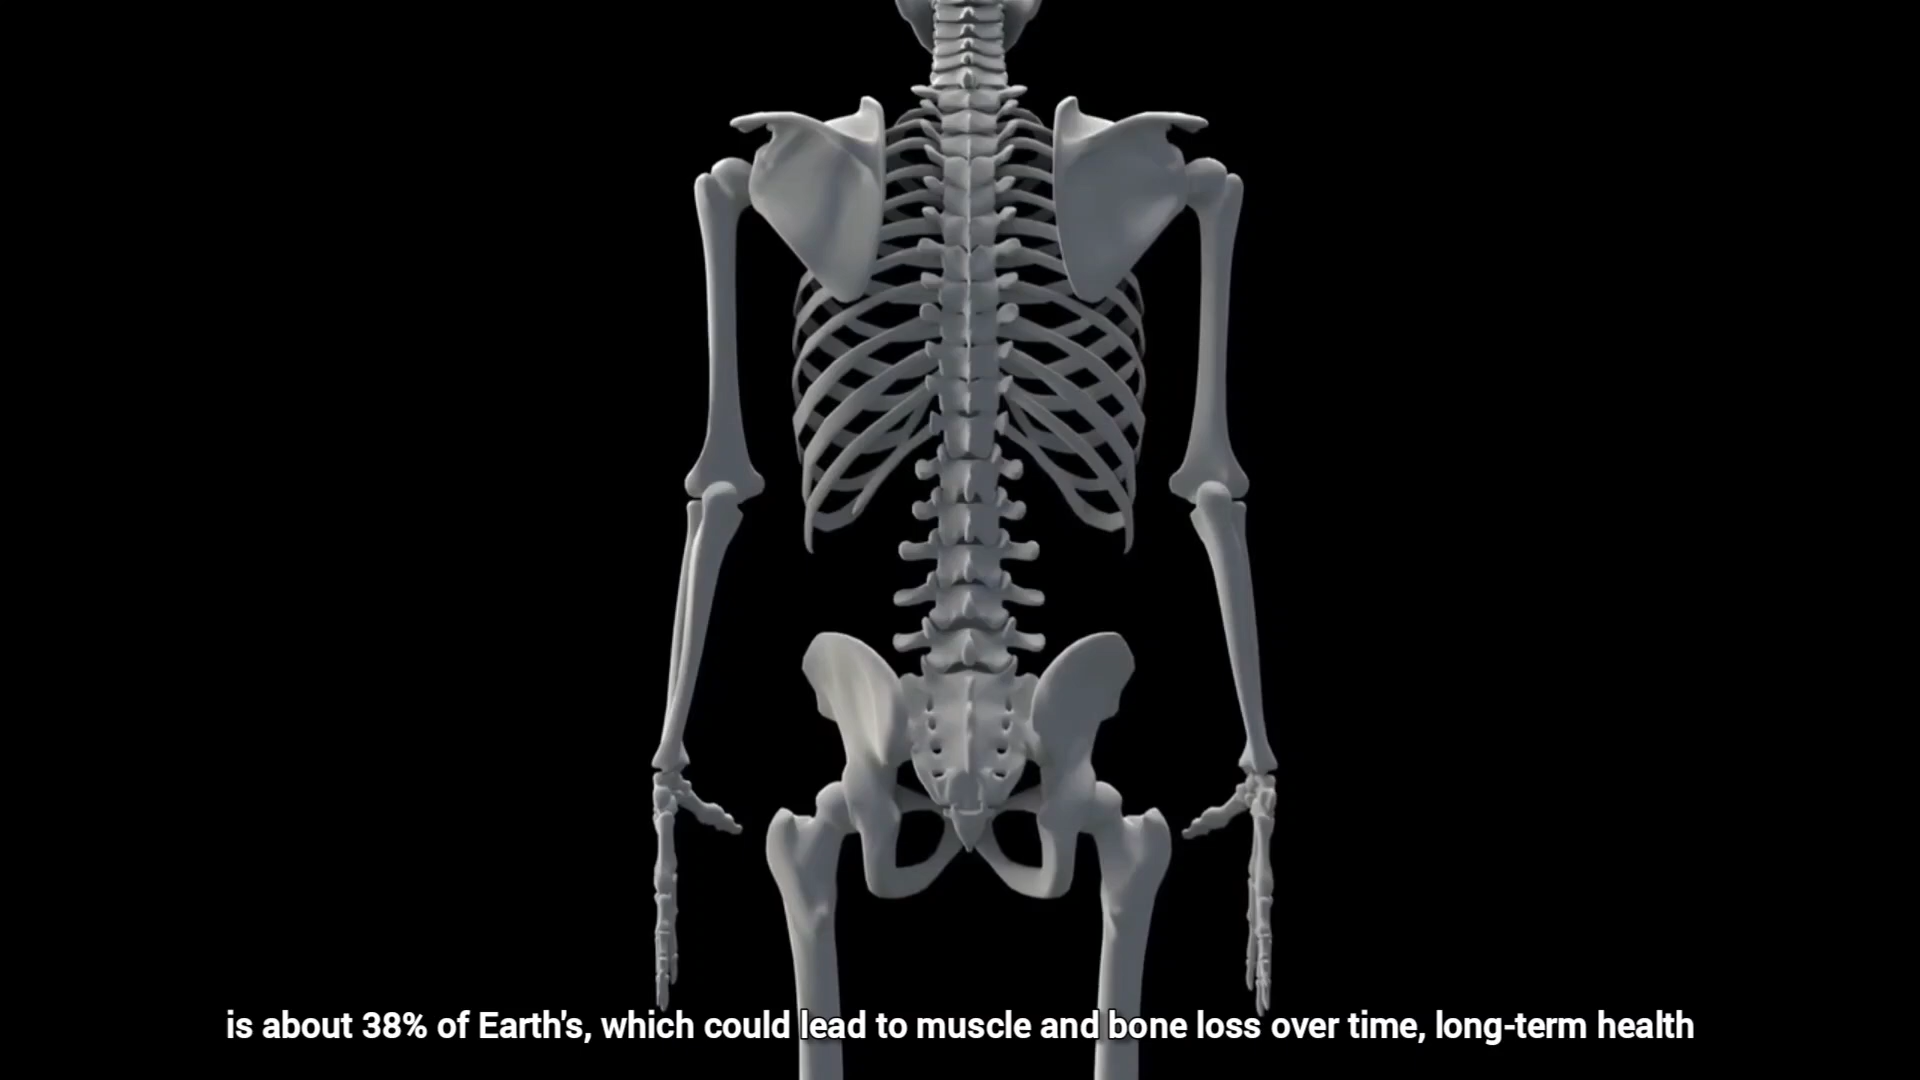 is about 38% of Earth's, which could lead to muscle and bone loss over time, long-term health